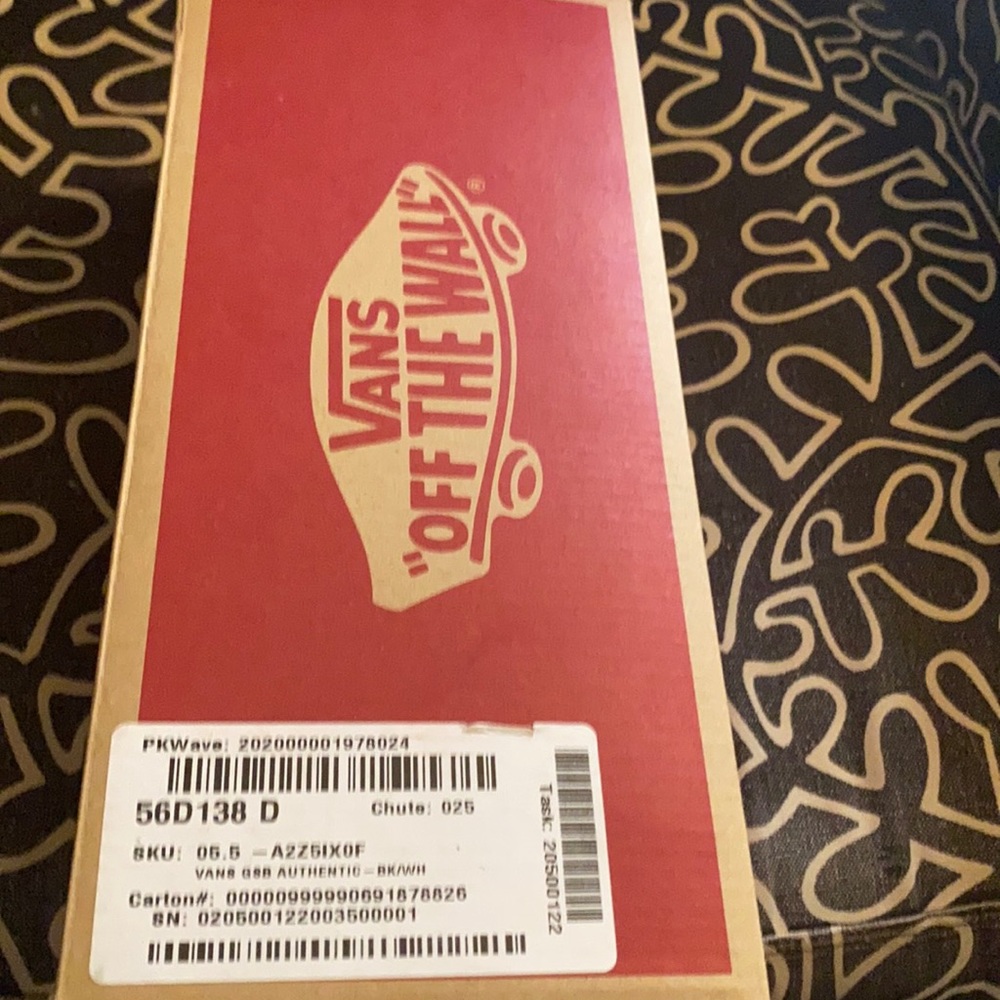 VANS
"OFF THE WALL"
®
PKWave: 202000001978024
56D138 D
Chute: 025
SKU: 05.5 -A2Z5IX0F
VANS GSB AUTHENTIC-BK/WH
Carton#: 00000999990691878826
SN: 020500122003500001
Task: 20500122